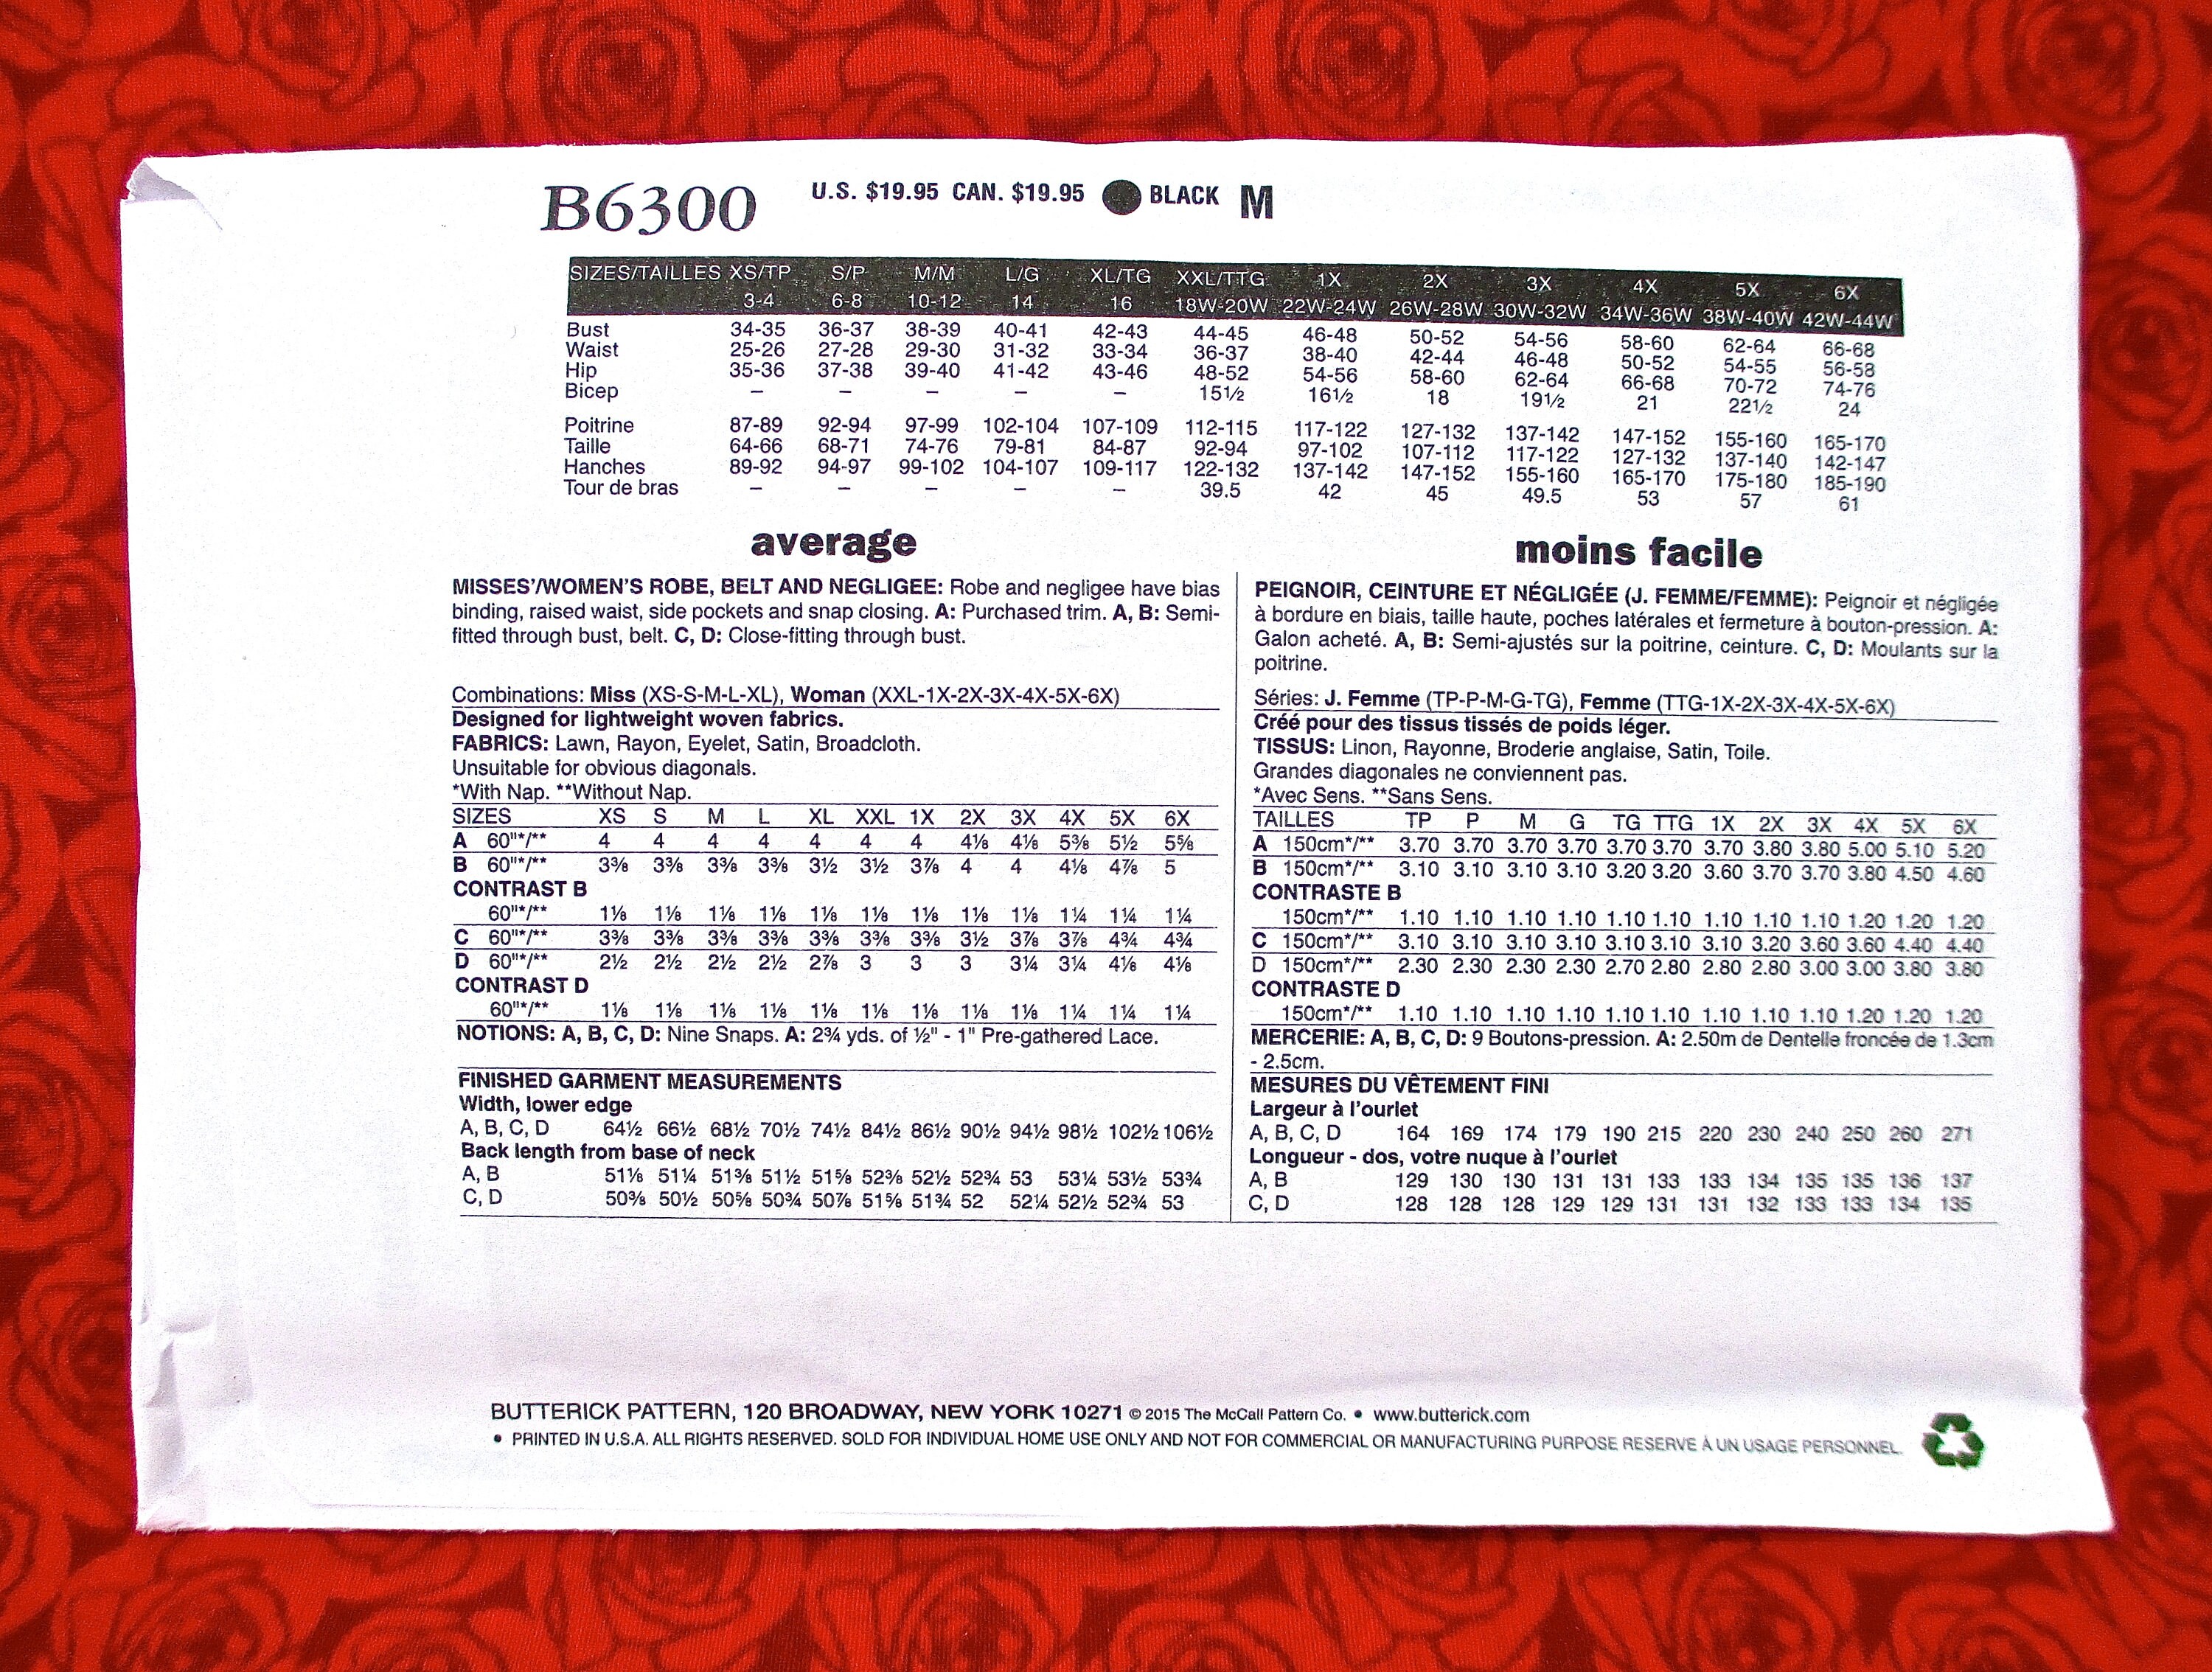 B6300 U.S. $19.95 CAN. $19.95 BLACK M
SIZES/TAILLES XS/TP S/P M/M L/G XL/TG XXL/TTG 1X 2X 3X 4X 5X 6X
3-4 6-8 10-12 14 16 18W-20W 22W-24W 26W-28W 30W-32W 34W-36W 38W-40W 42W-44W
Bust 34-35 36-37 38-39 40-41 42-43 44-45 46-48 50-52 54-56 58-60 62-64 66-68
Waist 25-26 27-28 29-30 31-32 33-34 36-37 38-40 42-44 46-48 50-52 54-55 56-58
Hip 35-36 37-38 39-40 41-42 43-46 48-52 54-56 58-60 62-64 66-68 70-72 74-76
Bicep – – – – – 15½ 16½ 18 19½ 21 22½ 24
Poitrine 87-89 92-94 97-99 102-104 107-109 112-115 117-122 127-132 137-142 147-152 155-160 165-170
Taille 64-66 68-71 74-76 79-81 84-87 92-94 97-102 107-112 117-122 127-132 137-140 142-147
Hanches 89-92 94-97 99-102 104-107 109-117 122-132 137-142 147-152 155-160 165-170 175-180 185-190
Tour de bras – – – – – 39.5 42 45 49.5 53 57 61
average
MISSES'/WOMEN'S ROBE, BELT AND NEGLIGEE: Robe and negligee have bias
binding, raised waist, side pockets and snap closing. A: Purchased trim. A, B: Semi-
fitted through bust, belt. C, D: Close-fitting through bust.
Combinations: Miss (XS-S-M-L-XL), Woman (XXL-1X-2X-3X-4X-5X-6X)
Designed for lightweight woven fabrics.
FABRICS: Lawn, Rayon, Eyelet, Satin, Broadcloth.
Unsuitable for obvious diagonals.
*With Nap. **Without Nap.
SIZES XS S M L XL XXL 1X 2X 3X 4X 5X 6X
A 60"*/** 4 4 4 4 4 4 4 4⅛ 4⅛ 5⅜ 5½ 5⅝
B 60"*/** 3⅜ 3⅜ 3⅜ 3⅜ 3½ 3½ 3⅞ 4 4 4⅛ 4⅞ 5
CONTRAST B
60"*/** 1⅛ 1⅛ 1⅛ 1⅛ 1⅛ 1⅛ 1⅛ 1⅛ 1⅛ 1¼ 1¼ 1¼
C 60"*/** 3⅜ 3⅜ 3⅜ 3⅜ 3⅜ 3⅜ 3⅜ 3½ 3⅞ 3⅞ 4¾ 4¾
D 60"*/** 2½ 2½ 2½ 2½ 2⅞ 3 3 3 3¼ 3¼ 4⅛ 4⅛
CONTRAST D
60"*/** 1⅛ 1⅛ 1⅛ 1⅛ 1⅛ 1⅛ 1⅛ 1⅛ 1⅛ 1¼ 1¼ 1¼
NOTIONS: A, B, C, D: Nine Snaps. A: 2¾ yds. of ½" - 1" Pre-gathered Lace.
FINISHED GARMENT MEASUREMENTS
Width, lower edge
A, B, C, D 64½ 66½ 68½ 70½ 74½ 84½ 86½ 90½ 94½ 98½ 102½ 106½
Back length from base of neck
A, B 51⅛ 51¼ 51⅜ 51½ 51⅝ 52⅜ 52½ 52¾ 53 53¼ 53½ 53¾
C, D 50⅜ 50½ 50⅝ 50¾ 50⅞ 51⅝ 51¾ 52 52¼ 52½ 52¾ 53
moins facile
PEIGNOIR, CEINTURE ET NÉGLIGÉE (J. FEMME/FEMME): Peignoir et négligée
à bordure en biais, taille haute, poches latérales et fermeture à bouton-pression. A:
Galon acheté. A, B: Semi-ajustés sur la poitrine, ceinture. C, D: Moulants sur la
poitrine.
Séries: J. Femme (TP-P-M-G-TG), Femme (TTG-1X-2X-3X-4X-5X-6X)
Créé pour des tissus tissés de poids léger.
TISSUS: Linon, Rayonne, Broderie anglaise, Satin, Toile.
Grandes diagonales ne conviennent pas.
*Avec Sens. **Sans Sens.
TAILLES TP P M G TG TTG 1X 2X 3X 4X 5X 6X
A 150cm*/** 3.70 3.70 3.70 3.70 3.70 3.70 3.70 3.80 3.80 5.00 5.10 5.20
B 150cm*/** 3.10 3.10 3.10 3.10 3.20 3.20 3.60 3.70 3.70 3.80 4.50 4.60
CONTRASTE B
150cm*/** 1.10 1.10 1.10 1.10 1.10 1.10 1.10 1.10 1.10 1.20 1.20 1.20
C 150cm*/** 3.10 3.10 3.10 3.10 3.10 3.10 3.10 3.20 3.60 3.60 4.40 4.40
D 150cm*/** 2.30 2.30 2.30 2.30 2.70 2.80 2.80 2.80 3.00 3.00 3.80 3.80
CONTRASTE D
150cm*/** 1.10 1.10 1.10 1.10 1.10 1.10 1.10 1.10 1.10 1.20 1.20 1.20
MERCERIE: A, B, C, D: 9 Boutons-pression. A: 2.50m de Dentelle froncée de 1.3cm
- 2.5cm.
MESURES DU VÊTEMENT FINI
Largeur à l'ourlet
A, B, C, D 164 169 174 179 190 215 220 230 240 250 260 271
Longueur - dos, votre nuque à l'ourlet
A, B 129 130 130 131 131 133 133 134 135 135 136 137
C, D 128 128 128 129 129 131 131 132 133 133 134 135
BUTTERICK PATTERN, 120 BROADWAY, NEW YORK 10271 © 2015 The McCall Pattern Co. • www.butterick.com
• PRINTED IN U.S.A. ALL RIGHTS RESERVED. SOLD FOR INDIVIDUAL HOME USE ONLY AND NOT FOR COMMERCIAL OR MANUFACTURING PURPOSE RESERVE À UN USAGE PERSONNEL.